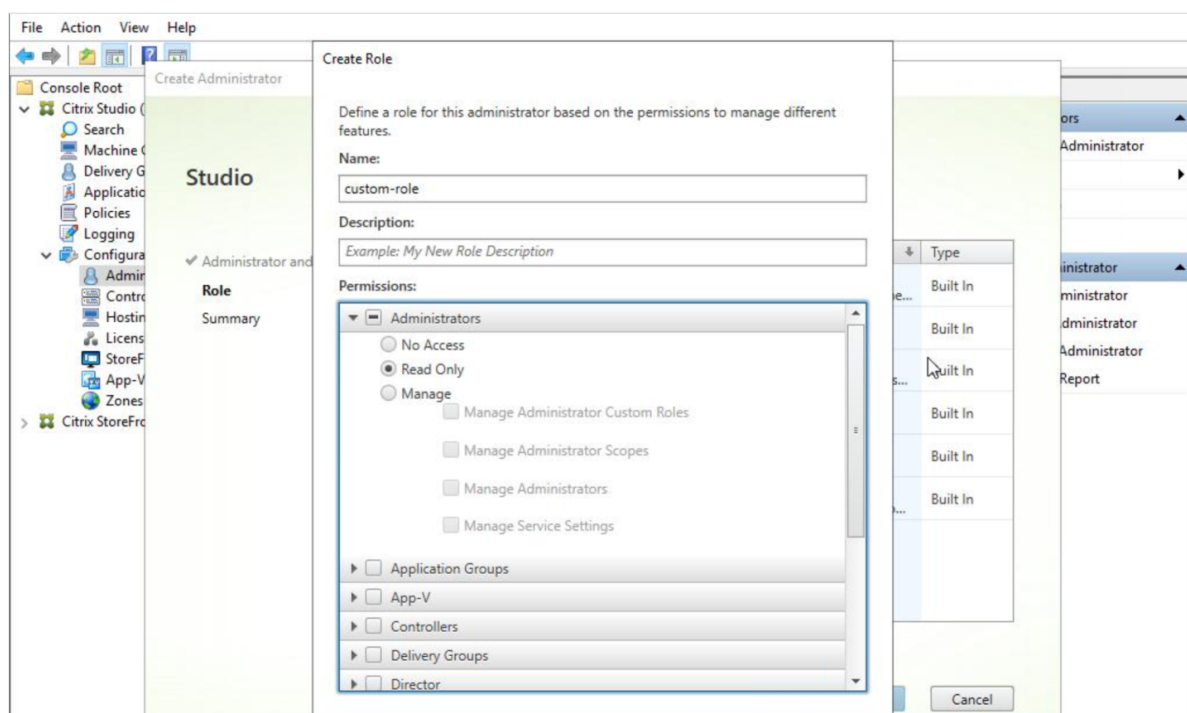 File Action View Help
Create Role
Create Administrator
Console Root
Citrix Studio (
Search
Machine C
Delivery G
Applicatio
Policies
Logging
Configura
Admir
Contro
Hostin
Licens
StoreF
App-V
Zones
Citrix StoreFro
Studio
Administrator and
Role
Summary
Define a role for this administrator based on the permissions to manage different
features.
Name:
custom-role
Description:
Example: My New Role Description
Permissions:
Administrators
No Access
Read Only
Manage
Manage Administrator Custom Roles
Manage Administrator Scopes
Manage Administrators
Manage Service Settings
Application Groups
App-V
Controllers
Delivery Groups
Director
Type
Built In
Built In
Built In
Built In
Built In
Built In
Cancel
ors
Administrator
inistrator
ministrator
dministrator
Administrator
Report